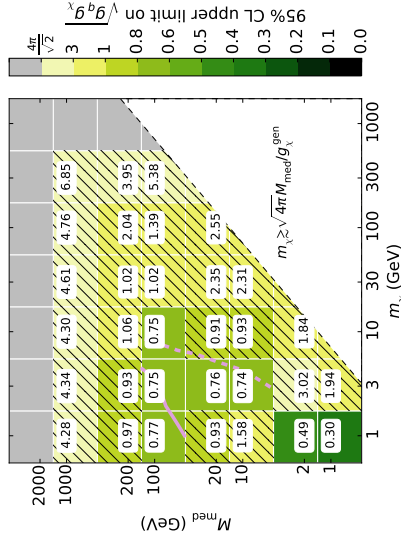 95% CL upper limit on √g_q g_χ
4π/√2 3 1 0.8 0.6 0.5 0.4 0.3 0.2 0.1 0.0
6.85 3.95 5.38
4.76 2.04 1.39 2.55
4.61 1.02 1.02 2.35 2.31
4.30 1.06 0.75 0.91 0.93 1.84
4.34 0.93 0.75 0.76 0.74 3.02 1.94
4.28 0.97 0.77 0.93 1.58 0.49 0.30
m_χ ≳ √4π M_med/g_χ^gen
1000
300
100
30
10
3
1
(GeV)
2000 1000 200 100 20 10 2 1
M_med (GeV)